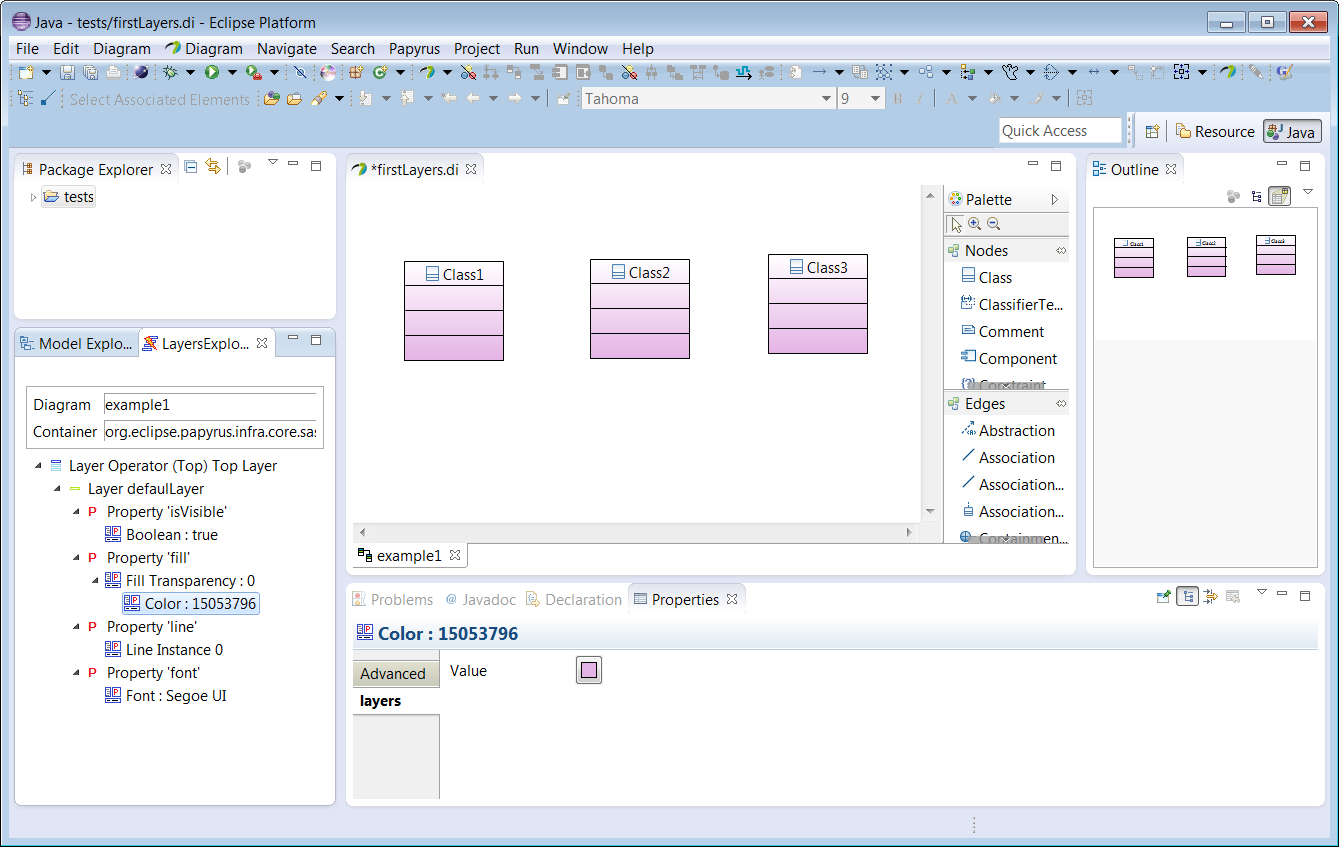 Java - tests/firstLayers.di - Eclipse Platform
File Edit Diagram Diagram Navigate Search Papyrus Project Run Window Help
Select Associated Elements Tahoma 9 B I A
Quick Access Resource Java
Package Explorer
tests
Model Explo... LayersExplo...
Diagram example1
Container org.eclipse.papyrus.infra.core.sas
Layer Operator (Top) Top Layer
Layer defaulLayer
P Property 'isVisible'
Boolean : true
P Property 'fill'
Fill Transparency : 0
Color : 15053796
P Property 'line'
Line Instance 0
P Property 'font'
Font : Segoe UI
*firstLayers.di
Class1
Class2
Class3
Palette
Nodes
Class
ClassifierTe...
Comment
Component
Constraint
Edges
Abstraction
Association
Association...
Association...
Containmen...
example1
Outline
Class1
Class2
Class3
Problems @ Javadoc Declaration Properties
Color : 15053796
Advanced
layers
Value